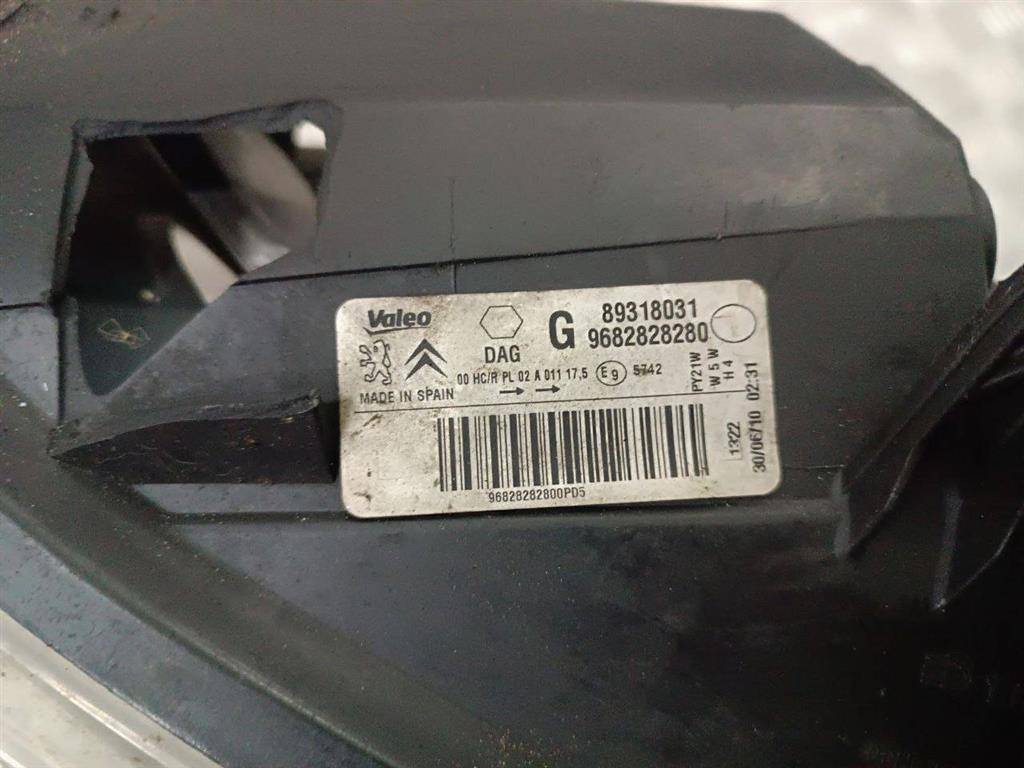 Valeo
DAG
G
89318031
9682828280
00 HC/R PL 02 A 011 17,5
E9
5742
MADE IN SPAIN
PY21W
W5W
H4
1322
30/06/10 02:31
96828282800PD5